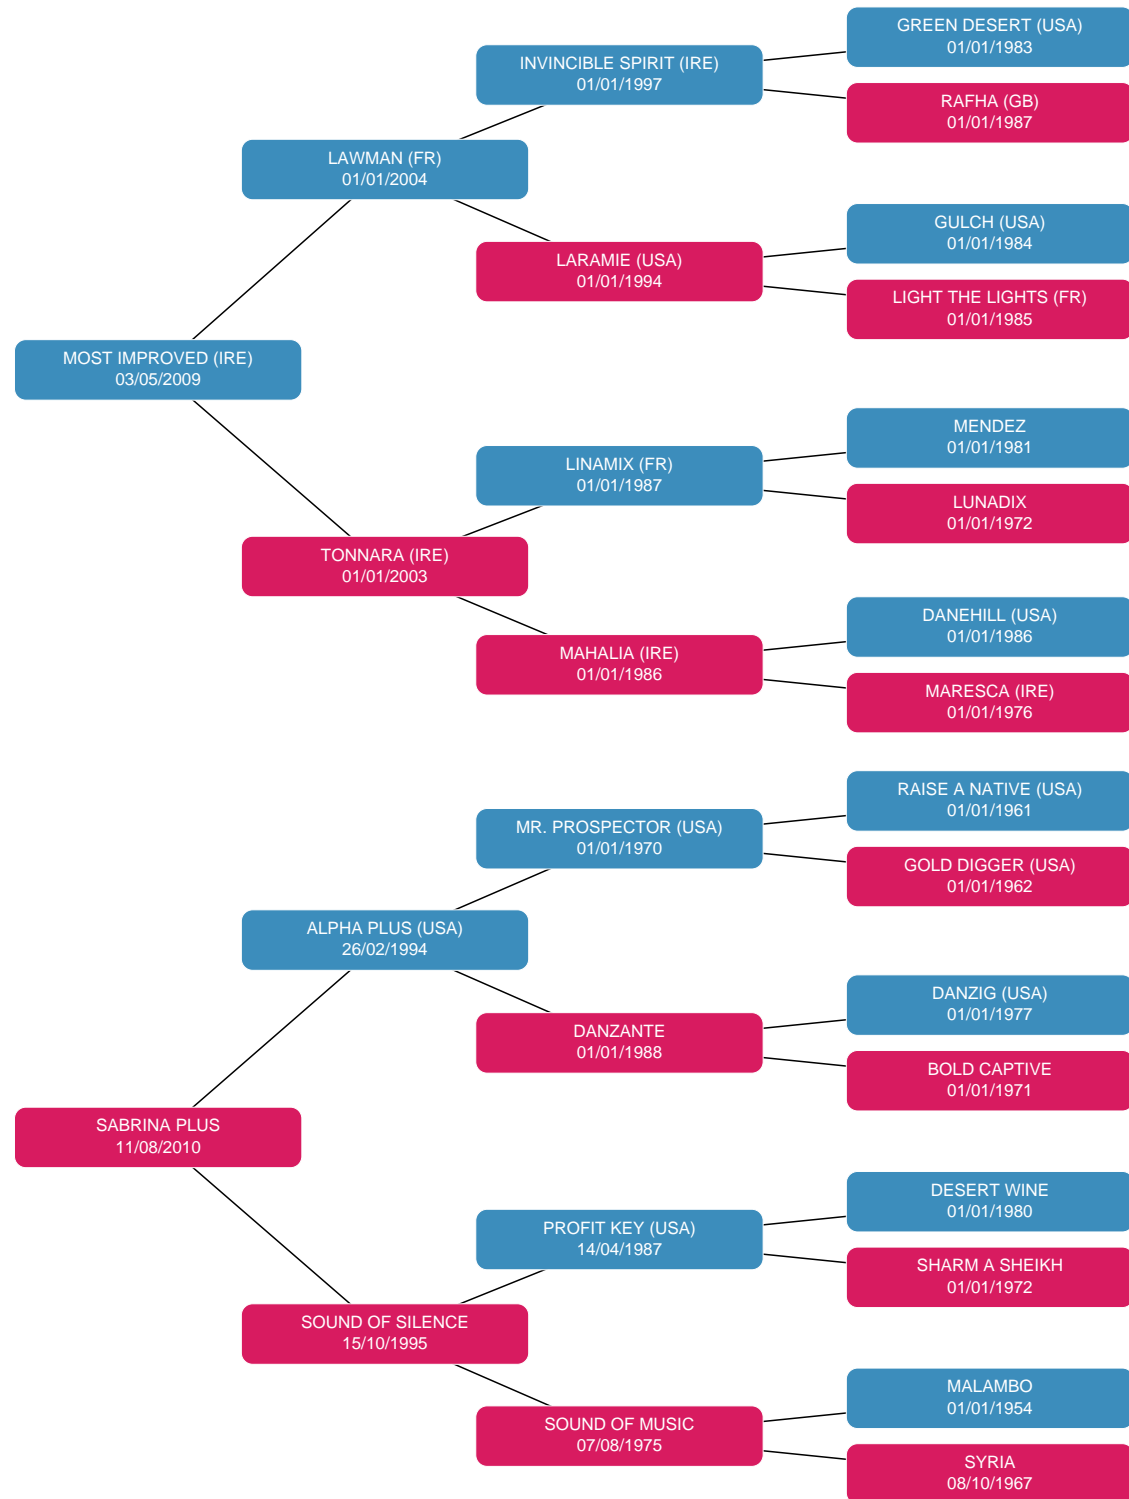 GREEN DESERT (USA)
01/01/1983
INVINCIBLE SPIRIT (IRE)
01/01/1997
RAFHA (GB)
01/01/1987
LAWMAN (FR)
01/01/2004
GULCH (USA)
01/01/1984
LARAMIE (USA)
01/01/1994
LIGHT THE LIGHTS (FR)
01/01/1985
MOST IMPROVED (IRE)
03/05/2009
MENDEZ
01/01/1981
LINAMIX (FR)
01/01/1987
LUNADIX
01/01/1972
TONNARA (IRE)
01/01/2003
DANEHILL (USA)
01/01/1986
MAHALIA (IRE)
01/01/1986
MARESCA (IRE)
01/01/1976
RAISE A NATIVE (USA)
01/01/1961
MR. PROSPECTOR (USA)
01/01/1970
GOLD DIGGER (USA)
01/01/1962
ALPHA PLUS (USA)
26/02/1994
DANZIG (USA)
01/01/1977
DANZANTE
01/01/1988
BOLD CAPTIVE
01/01/1971
SABRINA PLUS
11/08/2010
DESERT WINE
01/01/1980
PROFIT KEY (USA)
14/04/1987
SHARM A SHEIKH
01/01/1972
SOUND OF SILENCE
15/10/1995
MALAMBO
01/01/1954
SOUND OF MUSIC
07/08/1975
SYRIA
08/10/1967